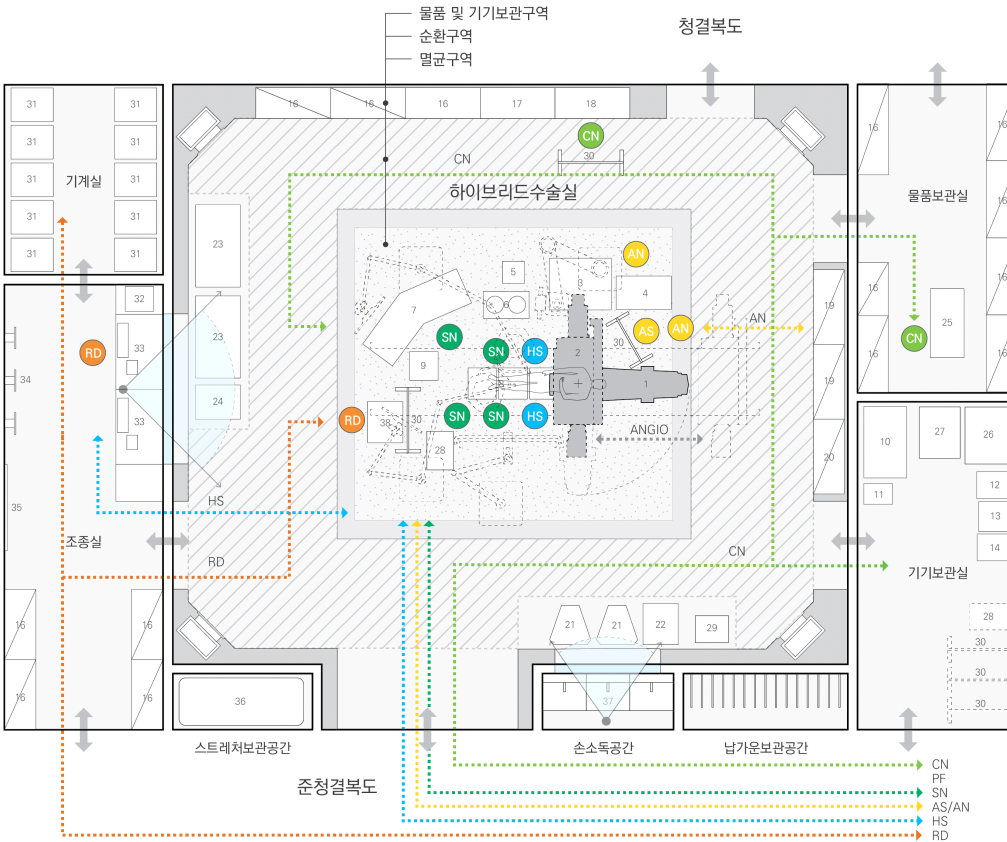 물품 및 기기보관구역
순환구역
멸균구역
청결복도
31
31
16
16
16
17
18
16
16
CN
31
31
CN
30
기계실
하이브리드수술실
물품보관실
31
31
16
31
31
23
AN
31
31
5
3
4
16
16
32
7
6
19
25
33
23
SN
AS
AN
AN
RD
30
CN
SN
HS
2
16
16
34
9
1
19
24
33
RD
SN
SN
HS
38
30
ANGIO
28
10
27
26
20
12
11
HS
35
13
조종실
14
RD
CN
기기보관실
16
16
21
21
22
29
28
30
16
16
30
36
37
30
스트레처보관공간
손소독공간
납가운보관공간
준청결복도
CN
PF
SN
AS/AN
HS
RD